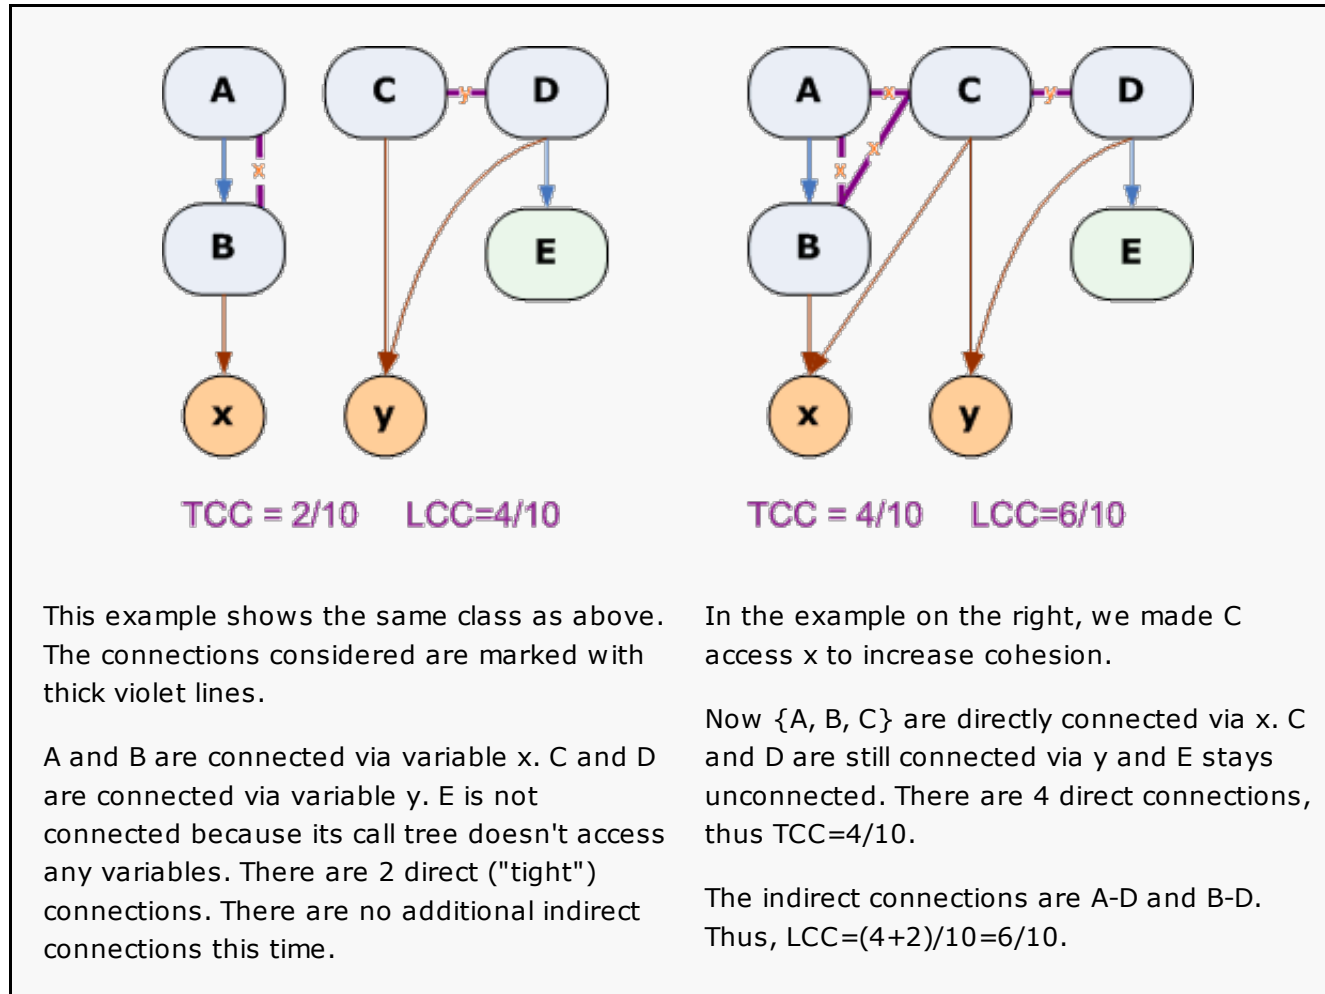 A
C
y
D
x
B
E
x
y
TCC = 2/10 LCC=4/10
This example shows the same class as above.
The connections considered are marked with
thick violet lines.
A and B are connected via variable x. C and D
are connected via variable y. E is not
connected because its call tree doesn't access
any variables. There are 2 direct ("tight")
connections. There are no additional indirect
connections this time.
A
x
C
y
D
x
x
B
E
x
y
TCC = 4/10 LCC=6/10
In the example on the right, we made C
access x to increase cohesion.
Now {A, B, C} are directly connected via x. C
and D are still connected via y and E stays
unconnected. There are 4 direct connections,
thus TCC=4/10.
The indirect connections are A-D and B-D.
Thus, LCC=(4+2)/10=6/10.